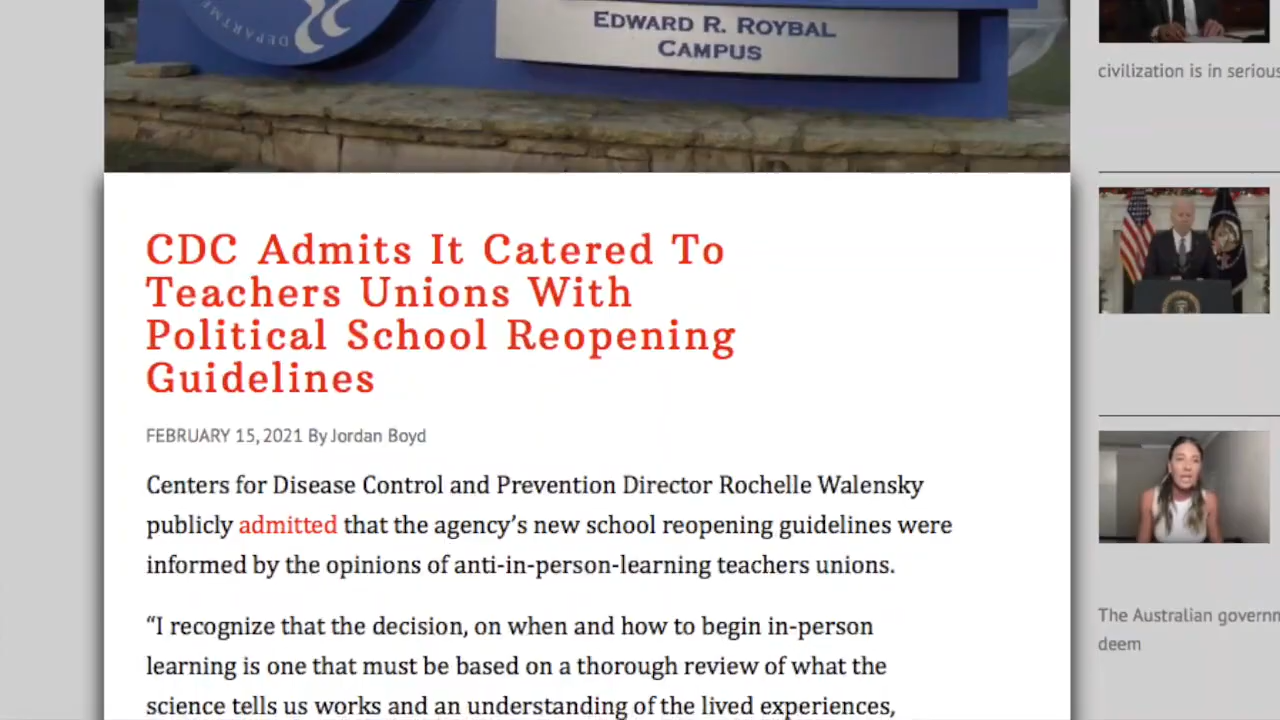 DEPARTME
EDWARD R. ROYBAL
CAMPUS
civilization is in serious
CDC Admits It Catered To
Teachers Unions With
Political School Reopening
Guidelines
FEBRUARY 15, 2021 By Jordan Boyd
Centers for Disease Control and Prevention Director Rochelle Walensky
publicly admitted that the agency’s new school reopening guidelines were
informed by the opinions of anti-in-person-learning teachers unions.
“I recognize that the decision, on when and how to begin in-person
learning is one that must be based on a thorough review of what the
science tells us works and an understanding of the lived experiences,
The Australian governm
deem